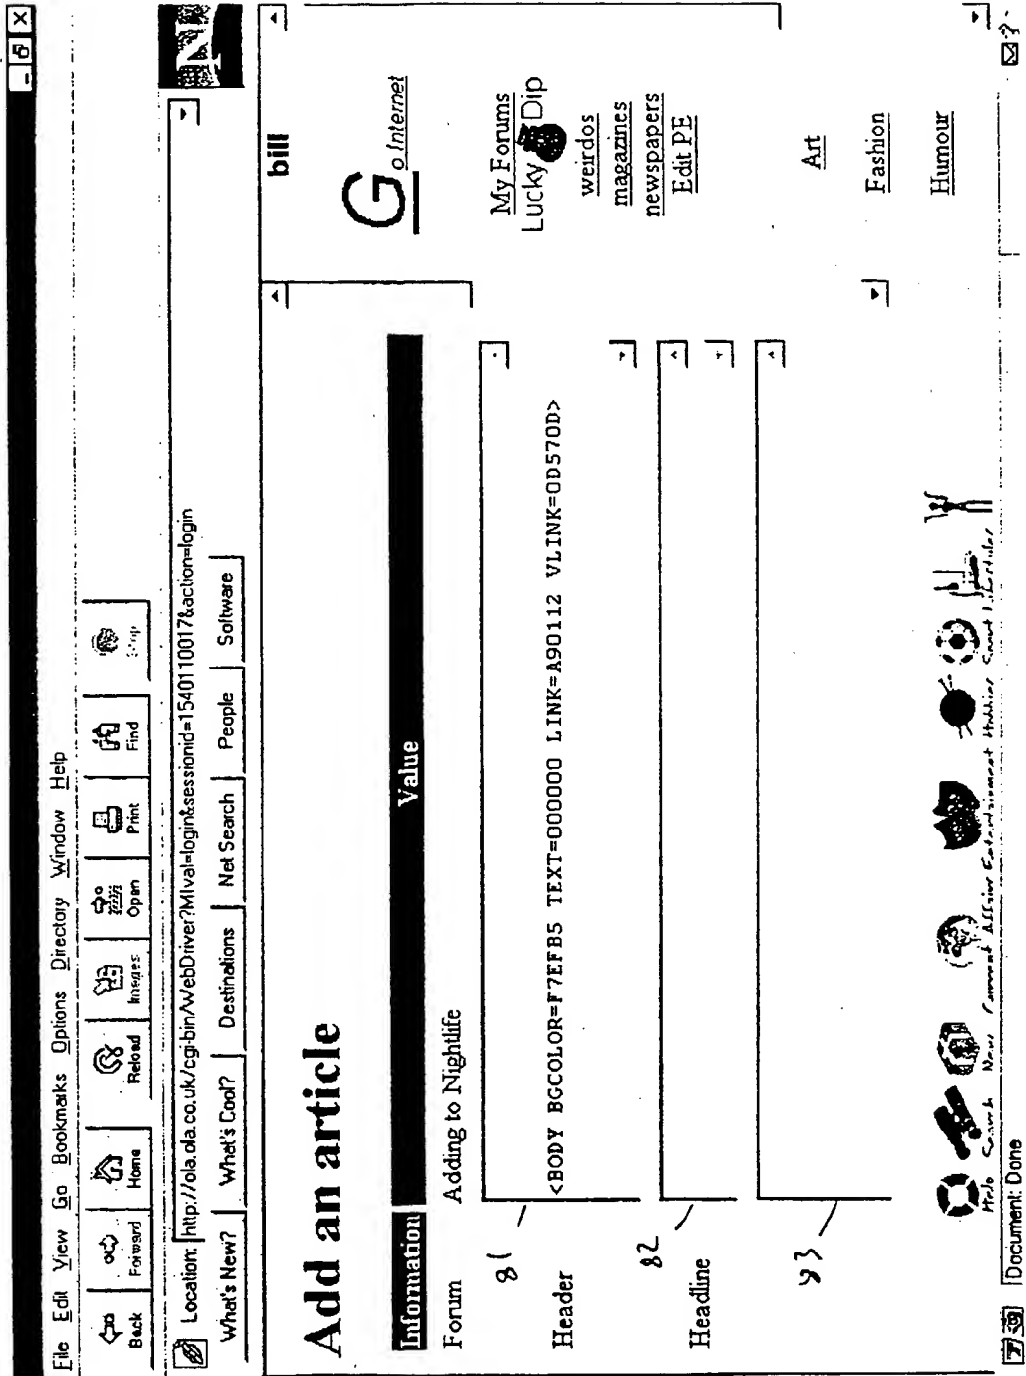 File Edit View Go Bookmarks Options Directory Window Help
Back Forward Home Reload Images Open Print Find Stop
Location: http://ola.ola.co.uk/cgi-bin/WebDriver?MIval=login&sessionid=1540110017&action=login
What's New? What's Cool? Destinations Net Search People Software
Add an article
Information Value
Forum Adding to Nightlife
81
Header
<BODY BGCOLOR=F7EFB5 TEXT=000000 LINK=A90112 VLINK=0D570D>
82
Headline
Help Search New Current Affairs Entertainment Hobbies Sport Lifestyles
bill
Go Internet
My Forums
Lucky Dip
weirdos
magazines
newspapers
Edit PE
Art
Fashion
Humour
Document: Done